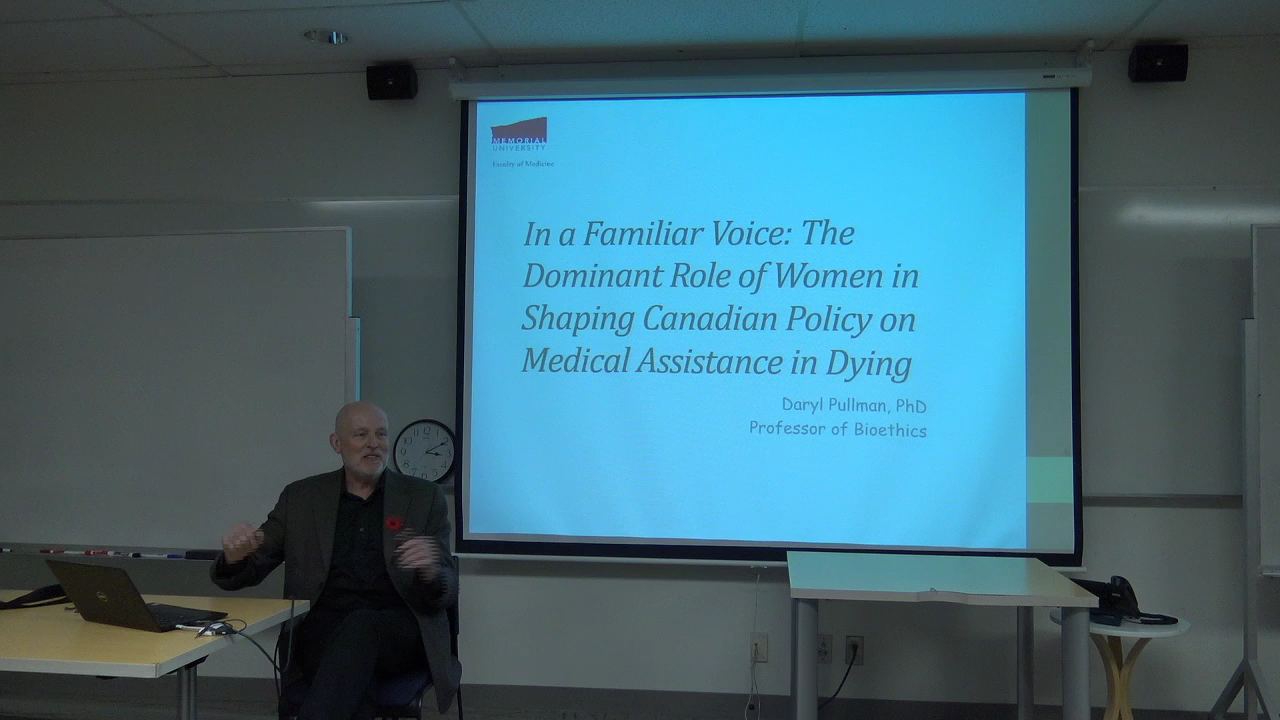 MEMORIAL
UNIVERSITY
Faculty of Medicine
In a Familiar Voice: The
Dominant Role of Women in
Shaping Canadian Policy on
Medical Assistance in Dying
Daryl Pullman, PhD
Professor of Bioethics